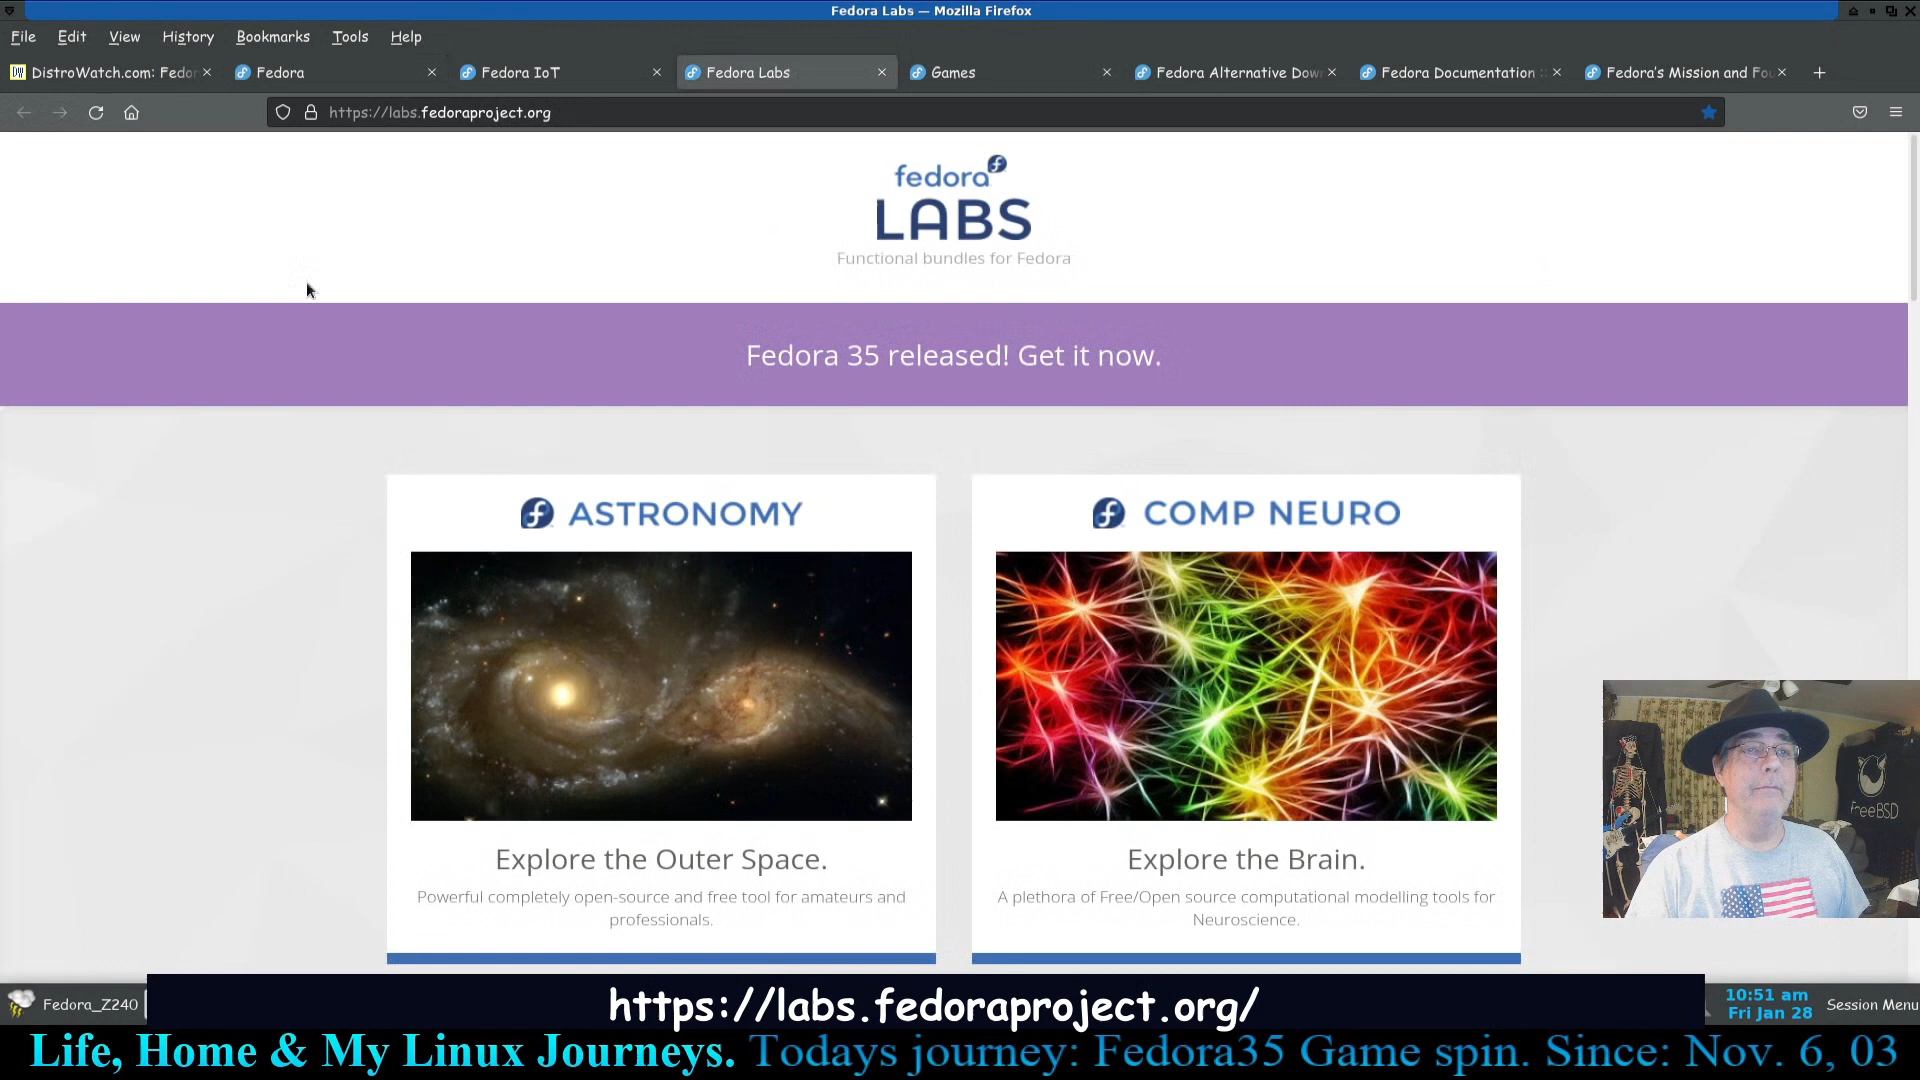 Fedora Labs — Mozilla Firefox
File Edit View History Bookmarks Tools Help
DW DistroWatch.com: Fedor Fedora Fedora IoT Fedora Labs Games Fedora Alternative Dow Fedora Documentation :: Fedora's Mission and Fou
https://labs.fedoraproject.org
fedora
LABS
Functional bundles for Fedora
Fedora 35 released! Get it now.
ASTRONOMY
Explore the Outer Space.
Powerful completely open-source and free tool for amateurs and
professionals.
COMP NEURO
Explore the Brain.
A plethora of Free/Open source computational modelling tools for
Neuroscience.
FreeBSD
Fedora_Z240
https://labs.fedoraproject.org/
10:51 am
Fri Jan 28
Session Menu
Life, Home & My Linux Journeys. Todays journey: Fedora35 Game spin. Since: Nov. 6, 03